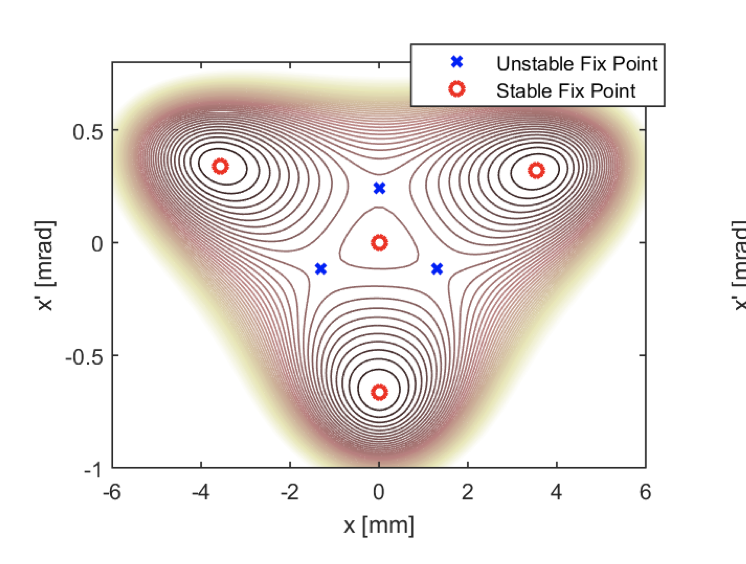 Unstable Fix Point
Stable Fix Point
0.5
0
-0.5
-1
x' [mrad]
-6
-4
-2
0
2
4
6
x [mm]
x' [mrad]